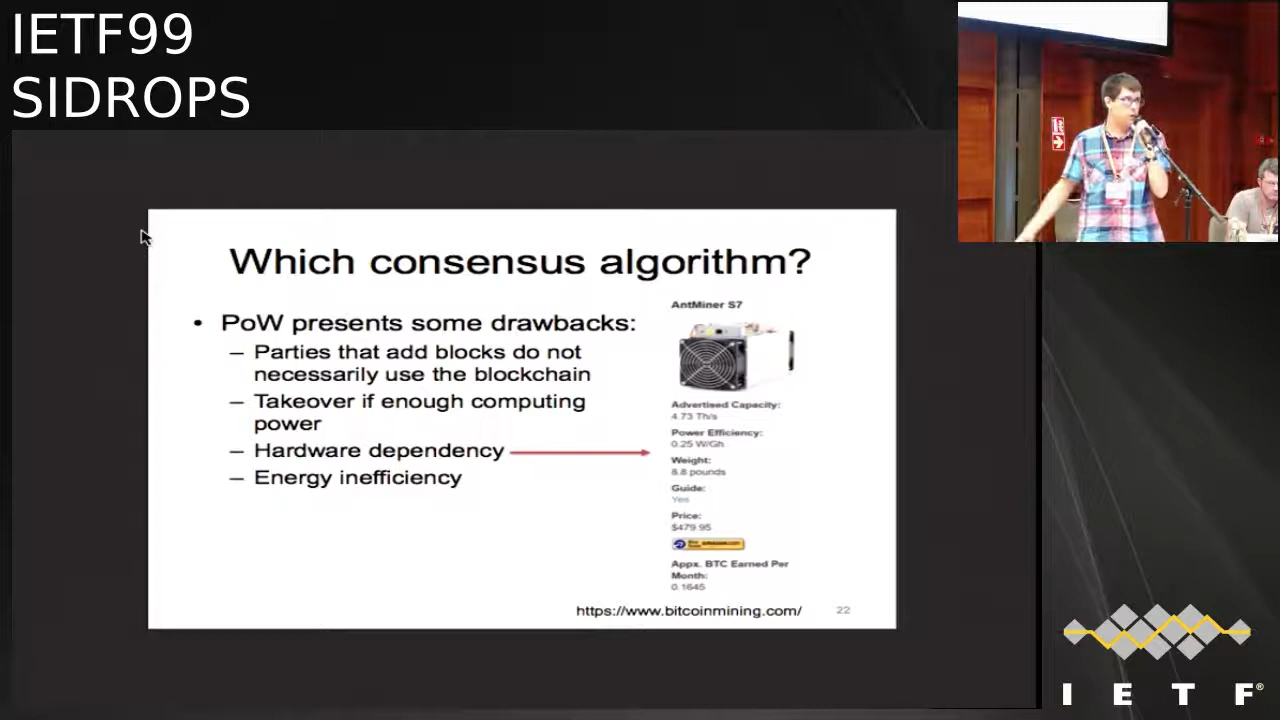 IETF99
SIDROPS
Which consensus algorithm?
• PoW presents some drawbacks:
– Parties that add blocks do not
necessarily use the blockchain
– Takeover if enough computing
power
– Hardware dependency
– Energy inefficiency
AntMiner S7
Advertised Capacity:
4.73 Th/s
Power Efficiency:
0.25 W/Gh
Weight:
8.8 pounds
Guide:
Yes
Price:
$479.95
Appx. BTC Earned Per
Month:
0.1645
https://www.bitcoinmining.com/
22
I E T F®